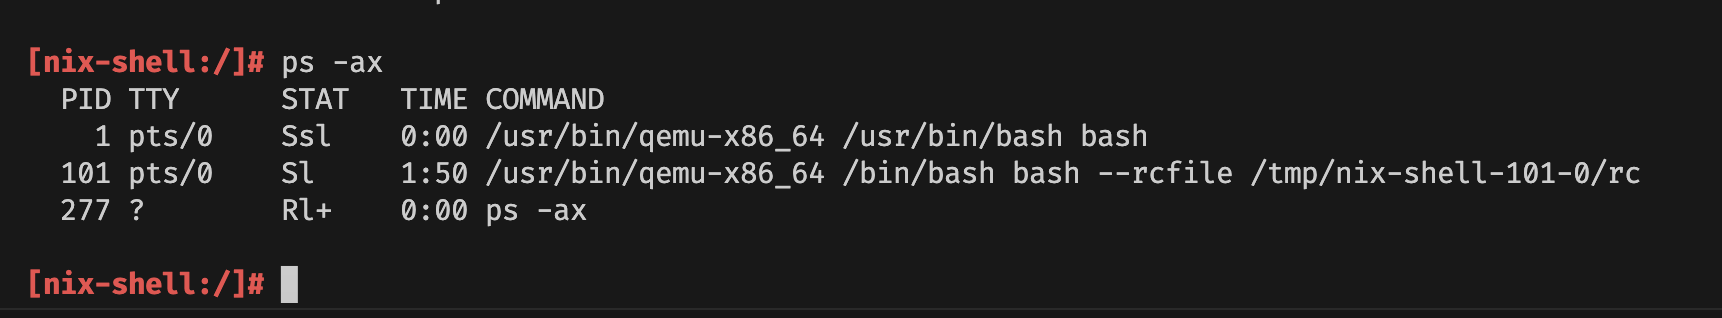 [nix-shell:/]# ps -ax
PID TTY STAT TIME COMMAND
1 pts/0 Ssl 0:00 /usr/bin/qemu-x86_64 /usr/bin/bash bash
101 pts/0 Sl 1:50 /usr/bin/qemu-x86_64 /bin/bash bash --rcfile /tmp/nix-shell-101-0/rc
277 ? Rl+ 0:00 ps -ax
[nix-shell:/]#